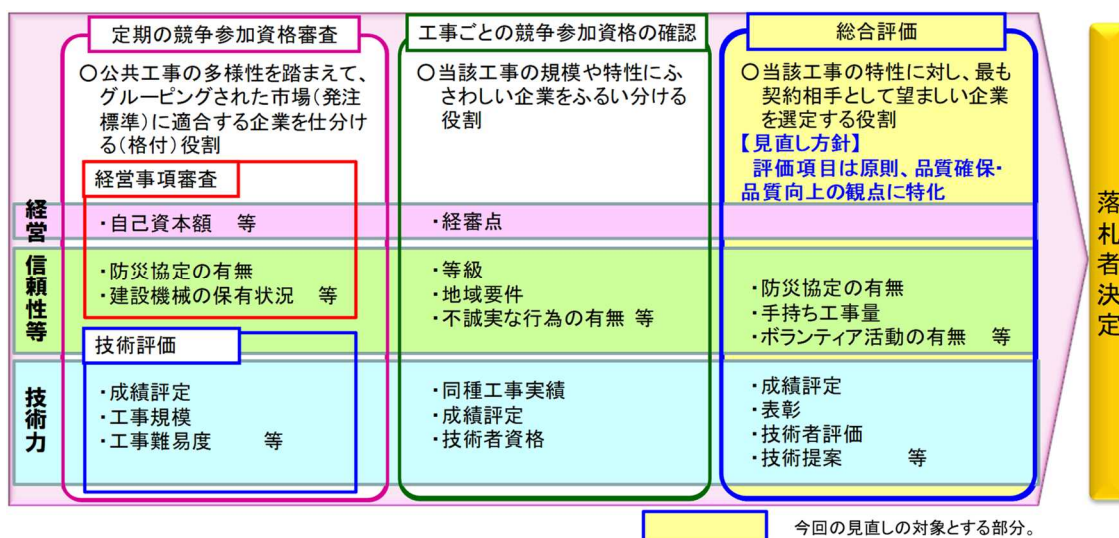 定期の競争参加資格審査
〇公共工事の多様性を踏まえて、
グルーピングされた市場(発注
標準)に適合する企業を仕分け
る(格付)役割
経営事項審査
・自己資本額　等
・防災協定の有無
・建設機械の保有状況　等
技術評価
・成績評定
・工事規模
・工事難易度　　　等
工事ごとの競争参加資格の確認
〇当該工事の規模や特性にふ
さわしい企業をふるい分ける
役割
・経審点
・等級
・地域要件
・不誠実な行為の有無 等
・同種工事実績
・成績評定
・技術者資格
総合評価
〇当該工事の特性に対し、最も
契約相手として望ましい企業
を選定する役割
【見直し方針】
評価項目は原則、品質確保・
品質向上の観点に特化
・防災協定の有無
・手持ち工事量
・ボランティア活動の有無　等
・成績評定
・表彰
・技術者評価
・技術提案　　　等
経営
信頼性等
技術力
落札者決定
今回の見直しの対象とする部分。